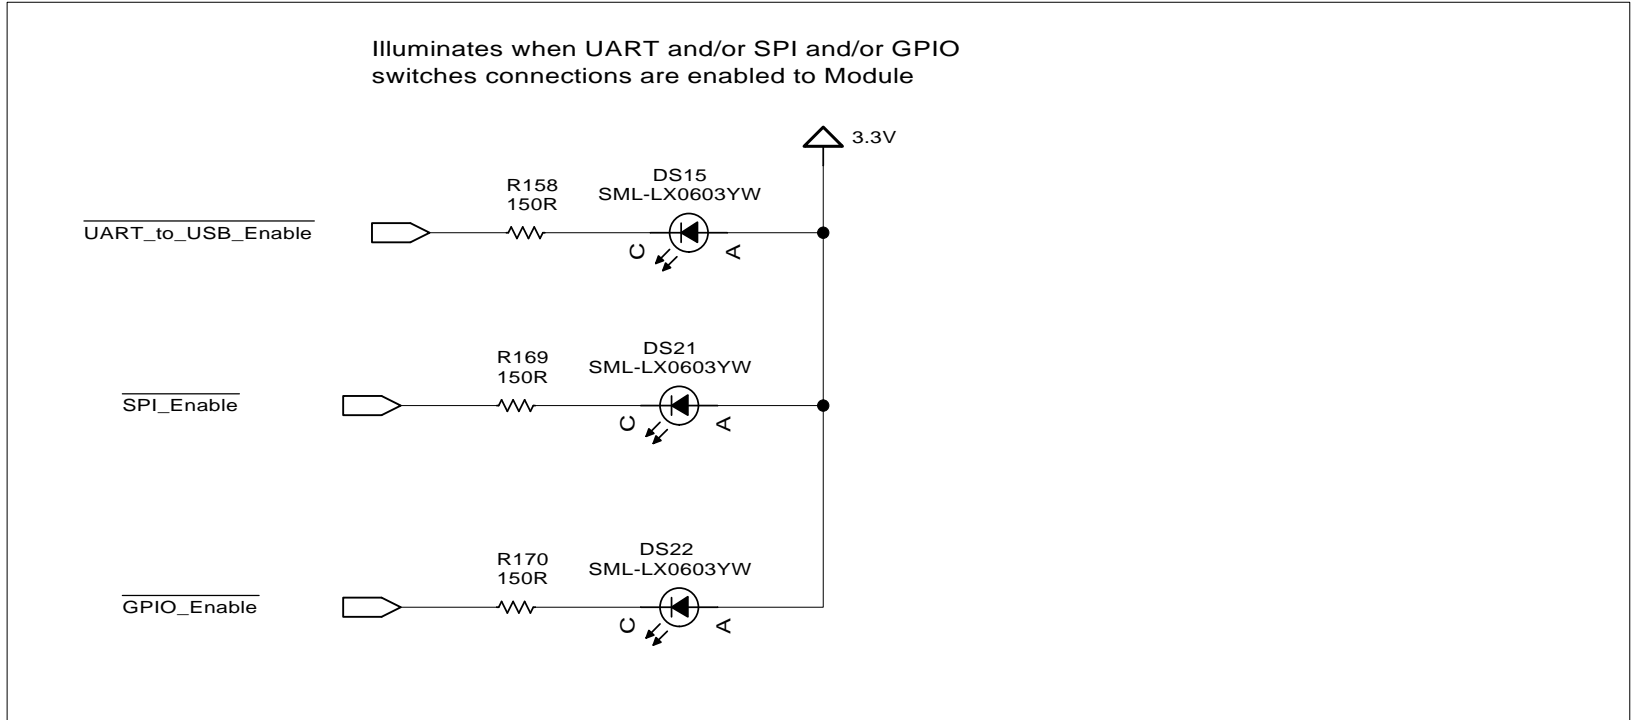 Illuminates when UART and/or SPI and/or GPIO
switches connections are enabled to Module
3.3V
DS15
SML-LX0603YW
R158
150R
UART_to_USB_Enable
C
A
DS21
SML-LX0603YW
R169
150R
SPI_Enable
C
A
DS22
SML-LX0603YW
R170
150R
GPIO_Enable
C
A